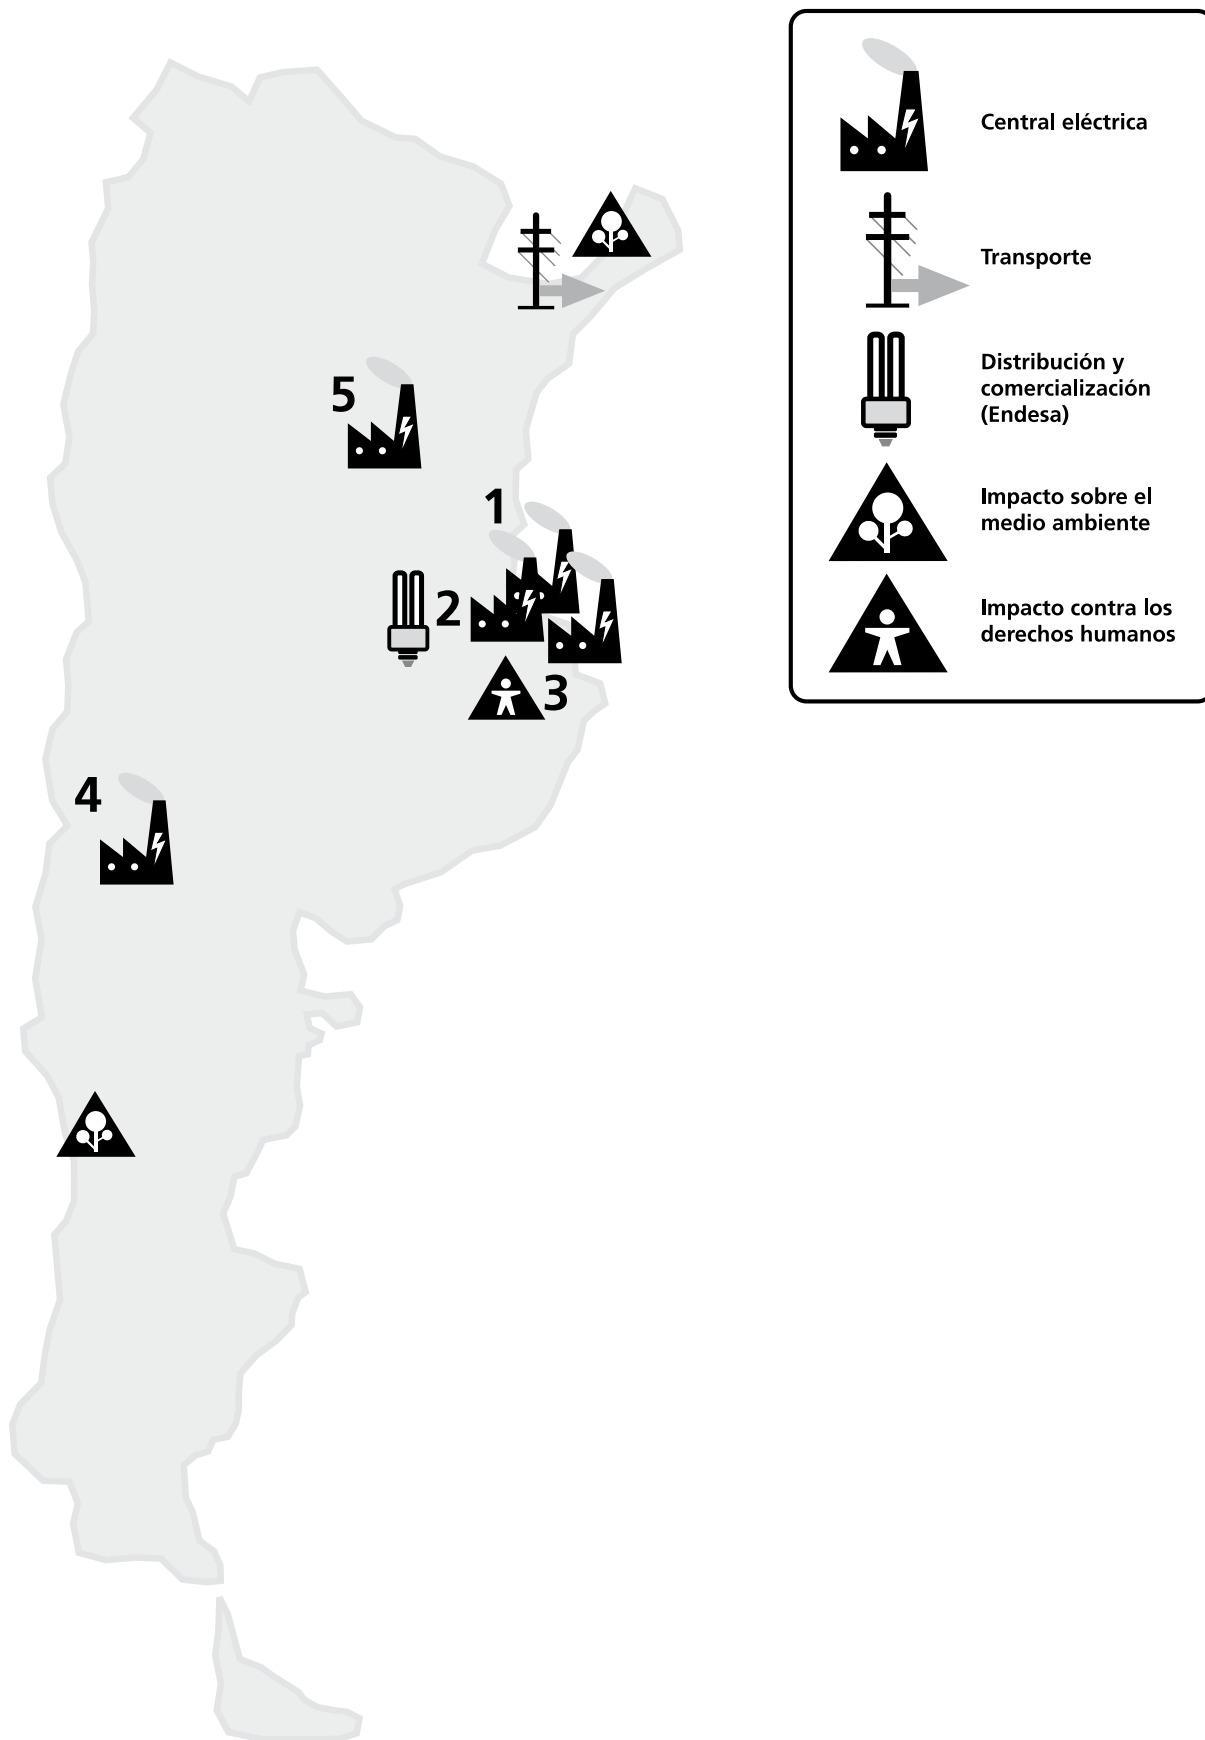 Central eléctrica
Transporte
Distribución y
comercialización
(Endesa)
Impacto sobre el
medio ambiente
Impacto contra los
derechos humanos
5
1
2
3
4